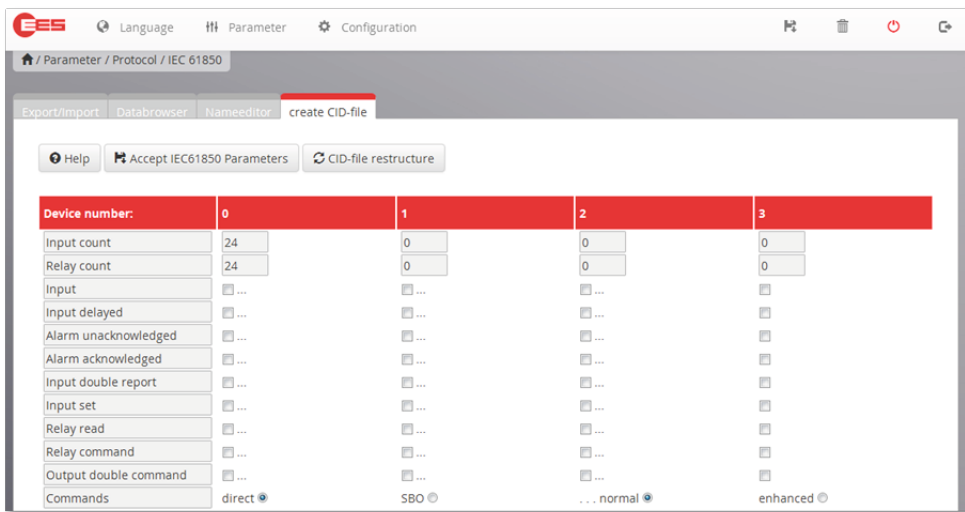 EES Language Parameter Configuration
/ Parameter / Protocol / IEC 61850
Export/Import Databrowser Nameeditor create CID-file
Help Accept IEC61850 Parameters CID-file restructure
Device number: 0 1 2 3
Input count 24 0 0 0
Relay count 24 0 0 0
Input ... ... ...
Input delayed ... ... ...
Alarm unacknowledged ... ... ...
Alarm acknowledged ... ... ...
Input double report ... ... ...
Input set ... ... ...
Relay read ... ... ...
Relay command ... ... ...
Output double command ... ... ...
Commands direct SBO . . . normal enhanced